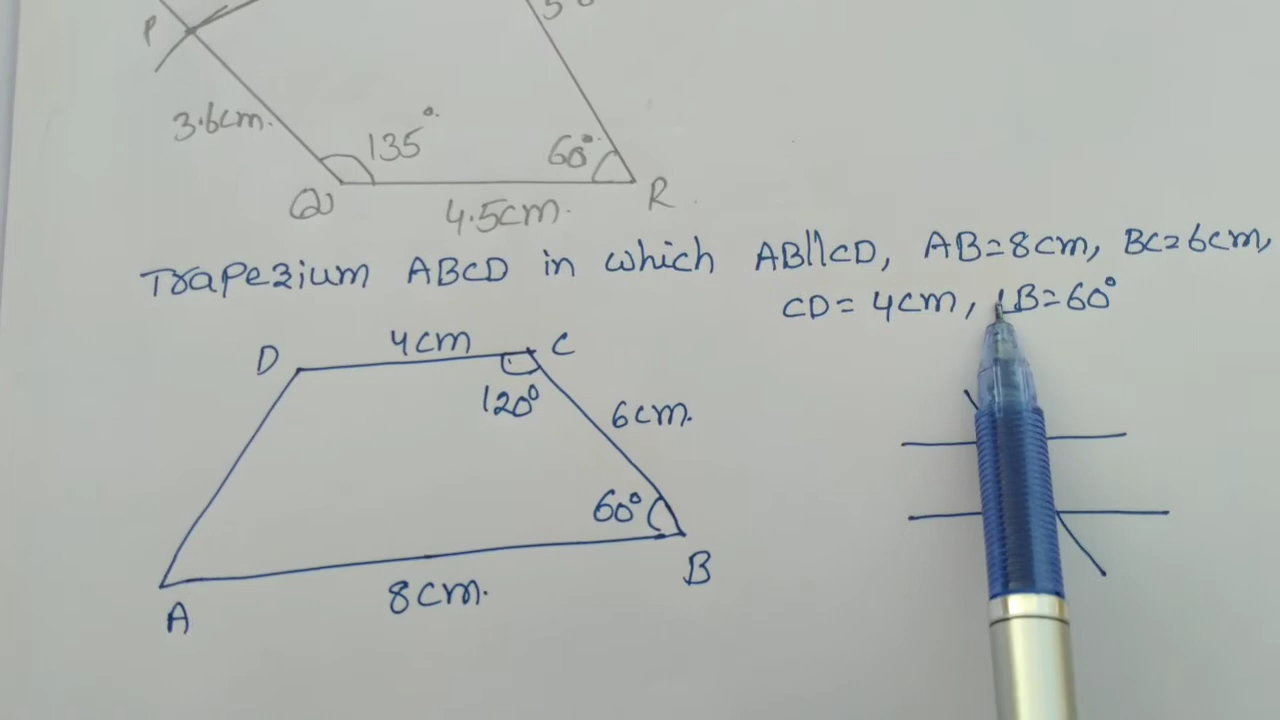 P
3.6cm.
135°
60°
Q
4.5cm.
R
Trapezium ABCD in which AB||CD, AB=8cm, BC=6cm,
CD = 4cm, ∠B=60°
D
4cm
C
120°
6cm.
60°
8cm.
B
A